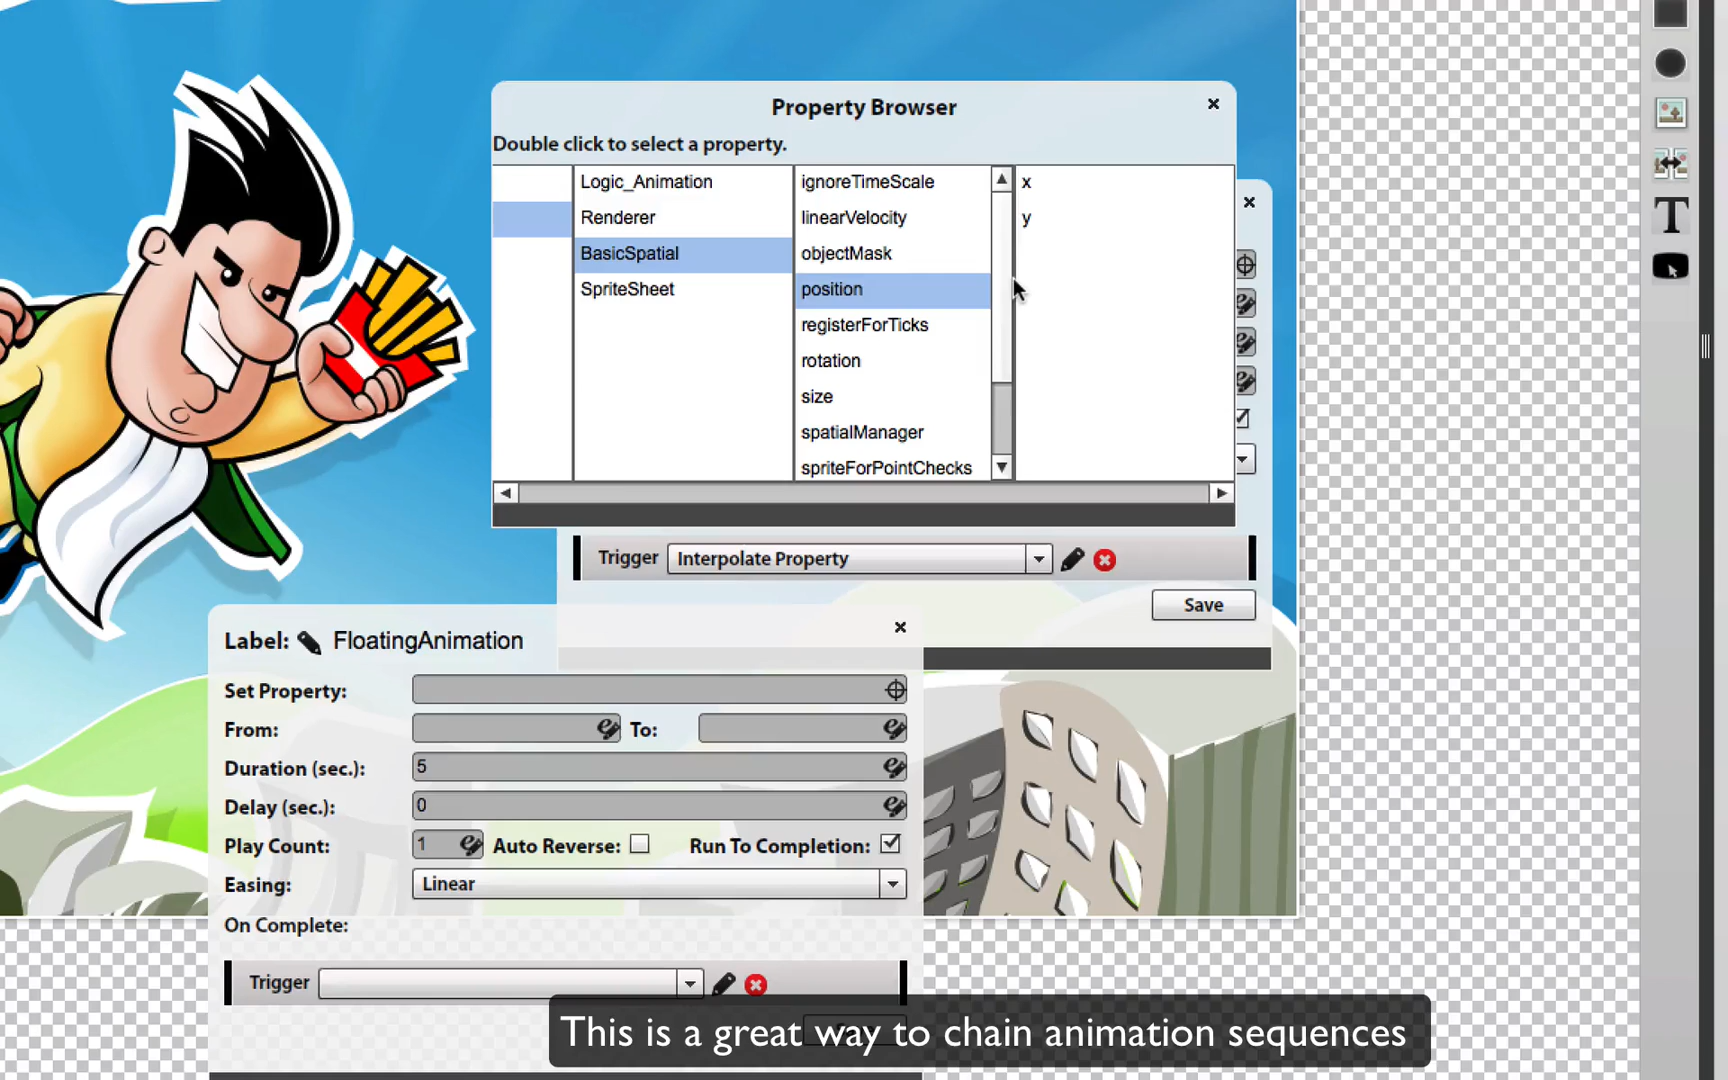 Property Browser
Double click to select a property.
Logic_Animation
Renderer
BasicSpatial
SpriteSheet
ignoreTimeScale
linearVelocity
objectMask
position
registerForTicks
rotation
size
spatialManager
spriteForPointChecks
x
y
T
Trigger Interpolate Property
Save
Label: FloatingAnimation
Set Property:
From: To:
Duration (sec.): 5
Delay (sec.): 0
Play Count: 1 Auto Reverse: Run To Completion:
Easing: Linear
On Complete:
Trigger
This is a great way to chain animation sequences